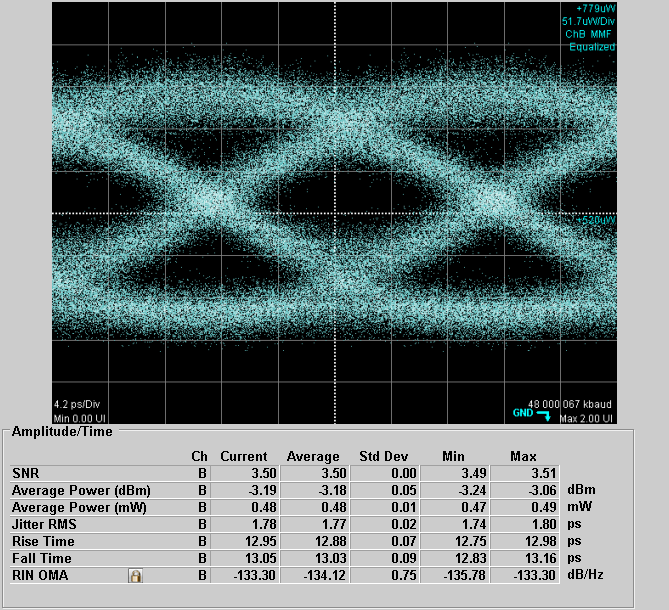 +779uW
51.7uW/Div
ChB MMF
Equalized
520uW
4.2 ps/Div
48 000 067 kbaud
Min 0.00 UI
GND
Max 2.00 UI
Amplitude/Time
Ch Current Average Std Dev Min Max
SNR B 3.50 3.50 0.00 3.49 3.51
Average Power (dBm) B -3.19 -3.18 0.05 -3.24 -3.06 dBm
Average Power (mW) B 0.48 0.48 0.01 0.47 0.49 mW
Jitter RMS B 1.78 1.77 0.02 1.74 1.80 ps
Rise Time B 12.95 12.88 0.07 12.75 12.98 ps
Fall Time B 13.05 13.03 0.09 12.83 13.16 ps
RIN OMA B -133.30 -134.12 0.75 -135.78 -133.30 dB/Hz